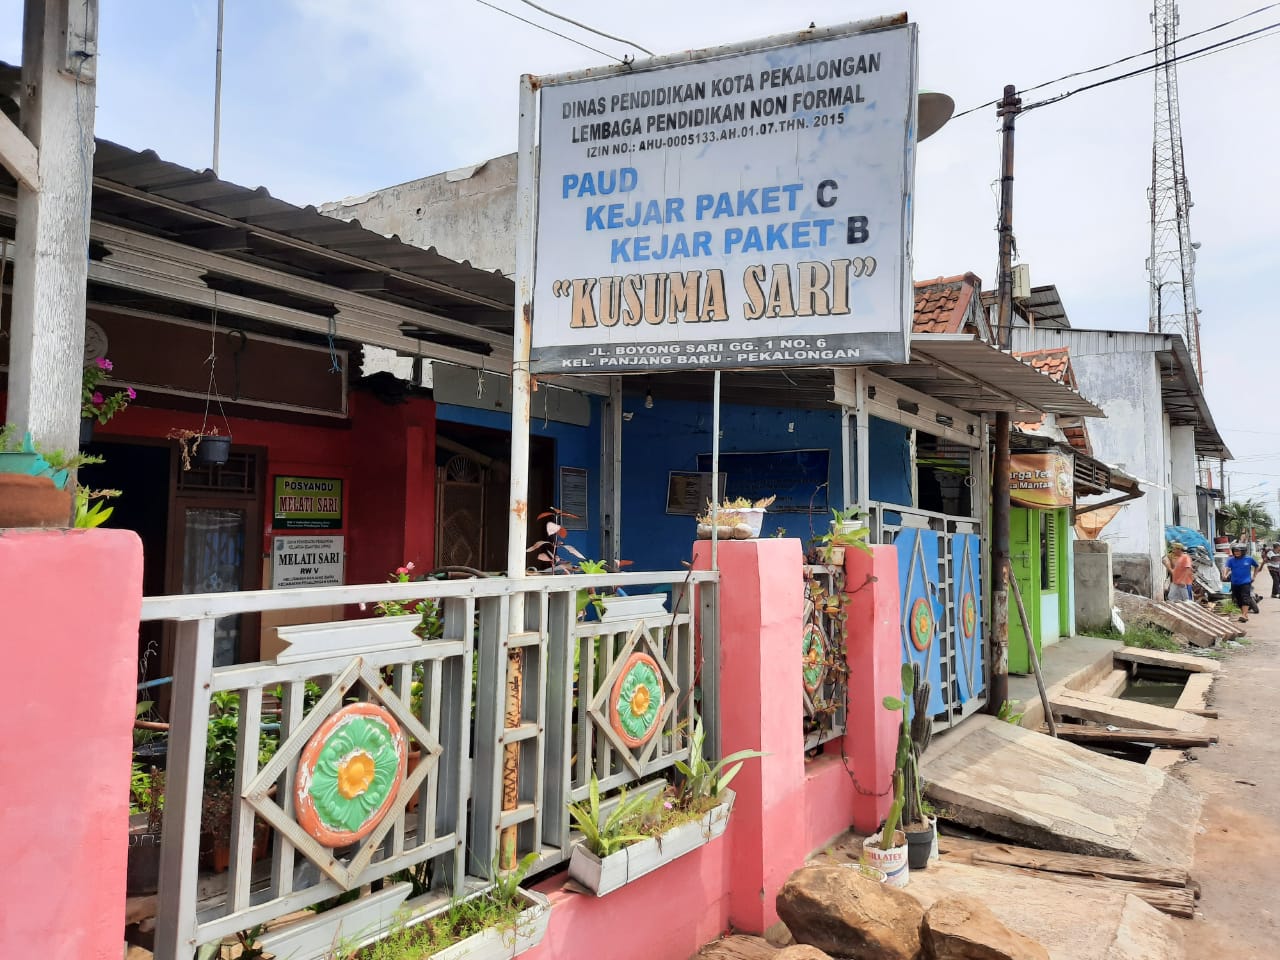 DINAS PENDIDIKAN KOTA PEKALONGAN
LEMBAGA PENDIDIKAN NON FORMAL
IZIN NO.: AHU-0005133.AH.01.07.THN. 2015
PAUD
KEJAR PAKET C
KEJAR PAKET B
“KUSUMA SARI”
JL. BOYONG SARI GG. 1 NO. 6
KEL. PANJANG BARU - PEKALONGAN
POSYANDU
MELATI SARI
MELATI SARI
RW V